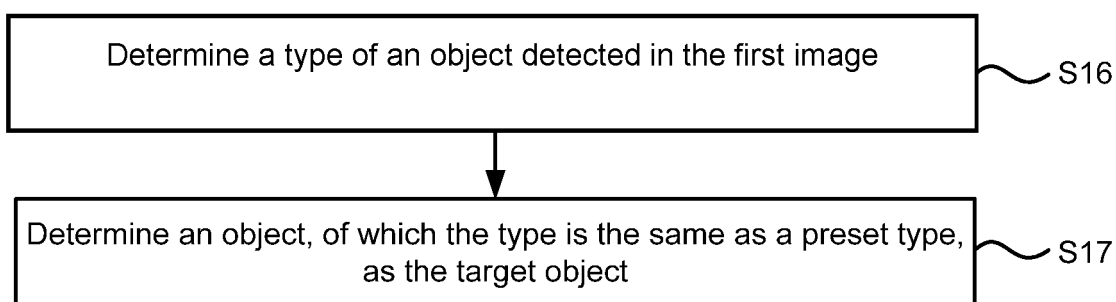 Determine a type of an object detected in the first image
S16
Determine an object, of which the type is the same as a preset type,
as the target object
S17